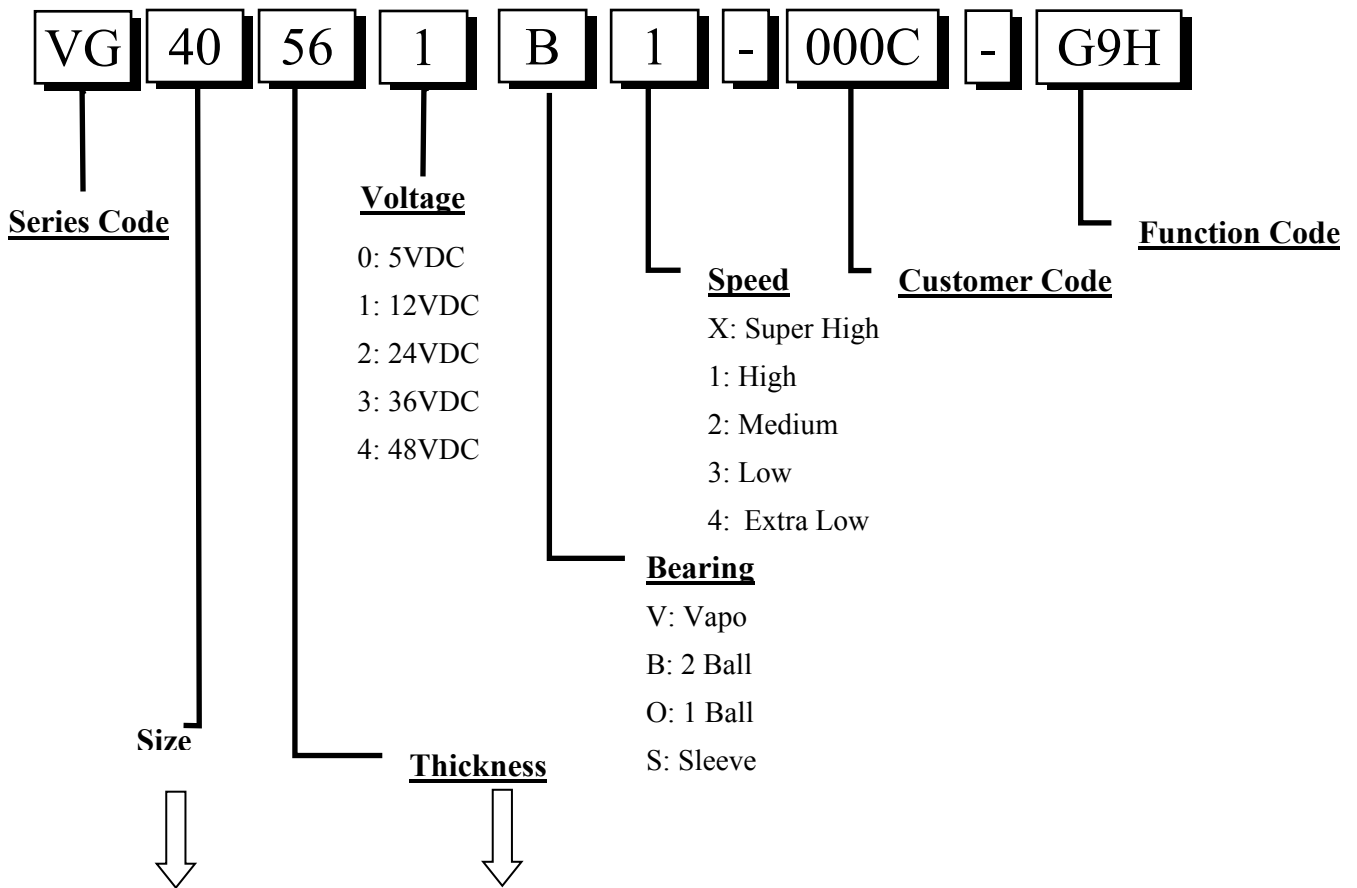 VG 40 56 1 B 1 - 000C - G9H
Series Code
Voltage
0: 5VDC
1: 12VDC
2: 24VDC
3: 36VDC
4: 48VDC
Function Code
Speed
X: Super High
1: High
2: Medium
3: Low
4: Extra Low
Customer Code
Bearing
V: Vapo
B: 2 Ball
O: 1 Ball
S: Sleeve
Size
Thickness